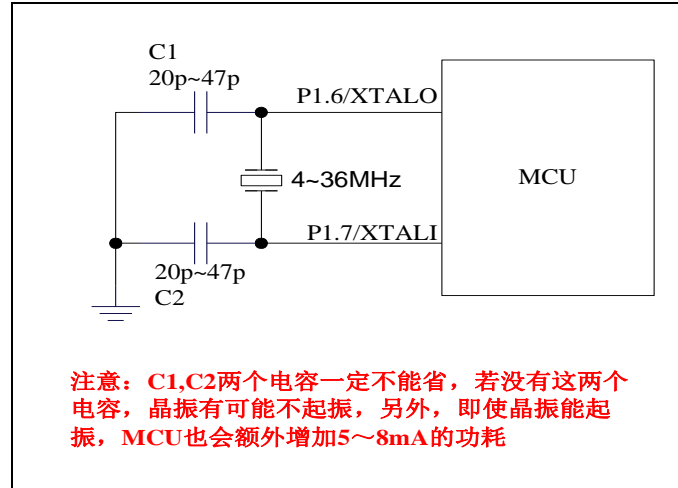 C1
20p~47p
P1.6/XTALO
4~36MHz
MCU
P1.7/XTALI
20p~47p
C2
注意：C1,C2两个电容一定不能省，若没有这两个
电容，晶振有可能不起振，另外，即使晶振能起
振，MCU也会额外增加5～8mA的功耗